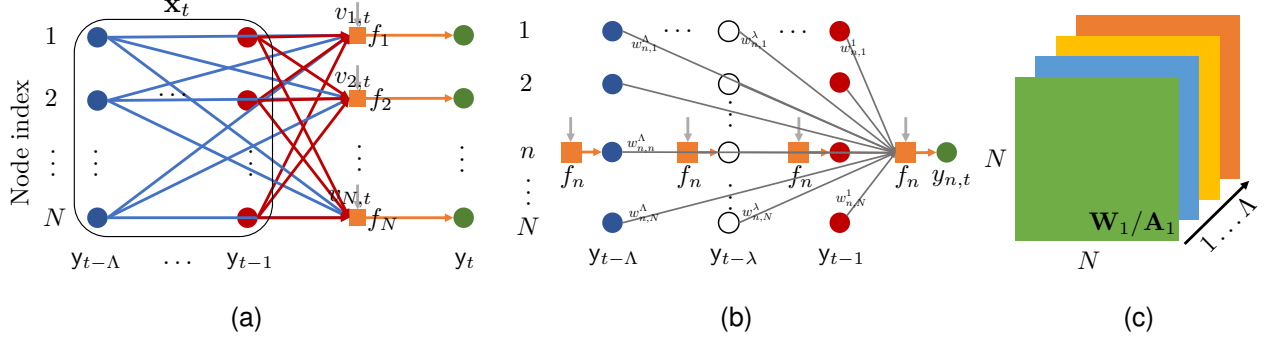 x_t
Node index
1
v_{1,t}
f_1
2
...
v_{2,t}
f_2
⋮ ⋮ ⋮ ⋮
N
v_{N,t}
f_N
y_{t−Λ} ... y_{t−1} y_t
(a)
1
... ...
w^Λ_{n,1} w^λ_{n,1} w^1_{n,1}
2
⋮
n
w^Λ_{n,n}
f_n f_n f_n f_n y_{n,t}
⋮ ⋮
N
w^Λ_{n,N} w^λ_{n,N} w^1_{n,N}
y_{t−Λ} y_{t−λ} y_{t−1}
(b)
N
W_1/A_1
N
1 ... Λ
(c)